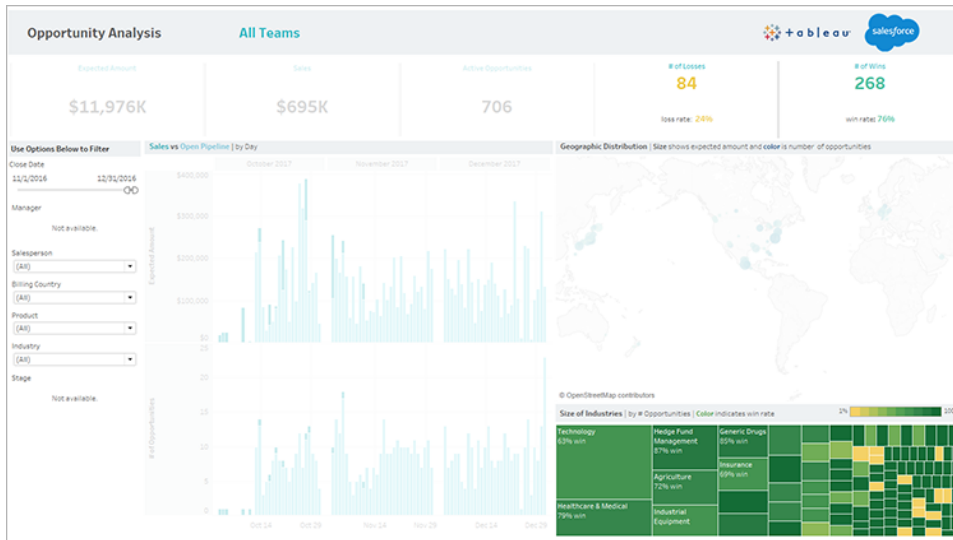 Opportunity Analysis
All Teams
+ableau
salesforce
Expected Amount
$11,976K
Sales
$695K
Active Opportunities
706
# of Losses
84
loss rate: 24%
# of Wins
268
win rate: 76%
Use Options Below to Filter
Close Date
11/1/2016 12/31/2016
Manager
Not available.
Salesperson
(All)
Billing Country
(All)
Product
(All)
Industry
(All)
Stage
Not available.
Sales vs Open Pipeline | by Day
October 2017 November 2017 December 2017
Expected Amount
$400,000
$300,000
$200,000
$100,000
$0
# of Opportunities
25
20
15
10
5
0
Oct 14 Oct 29 Nov 14 Nov 29 Dec 14 Dec 29
Geographic Distribution | Size shows expected amount and color is number of opportunities
© OpenStreetMap contributors
Size of Industries | by # Opportunities | Color indicates win rate
1% 100
Technology
63% win
Healthcare & Medical
79% win
Hedge Fund
Management
87% win
Agriculture
72% win
Industrial
Equipment
Generic Drugs
85% win
Insurance
69% win